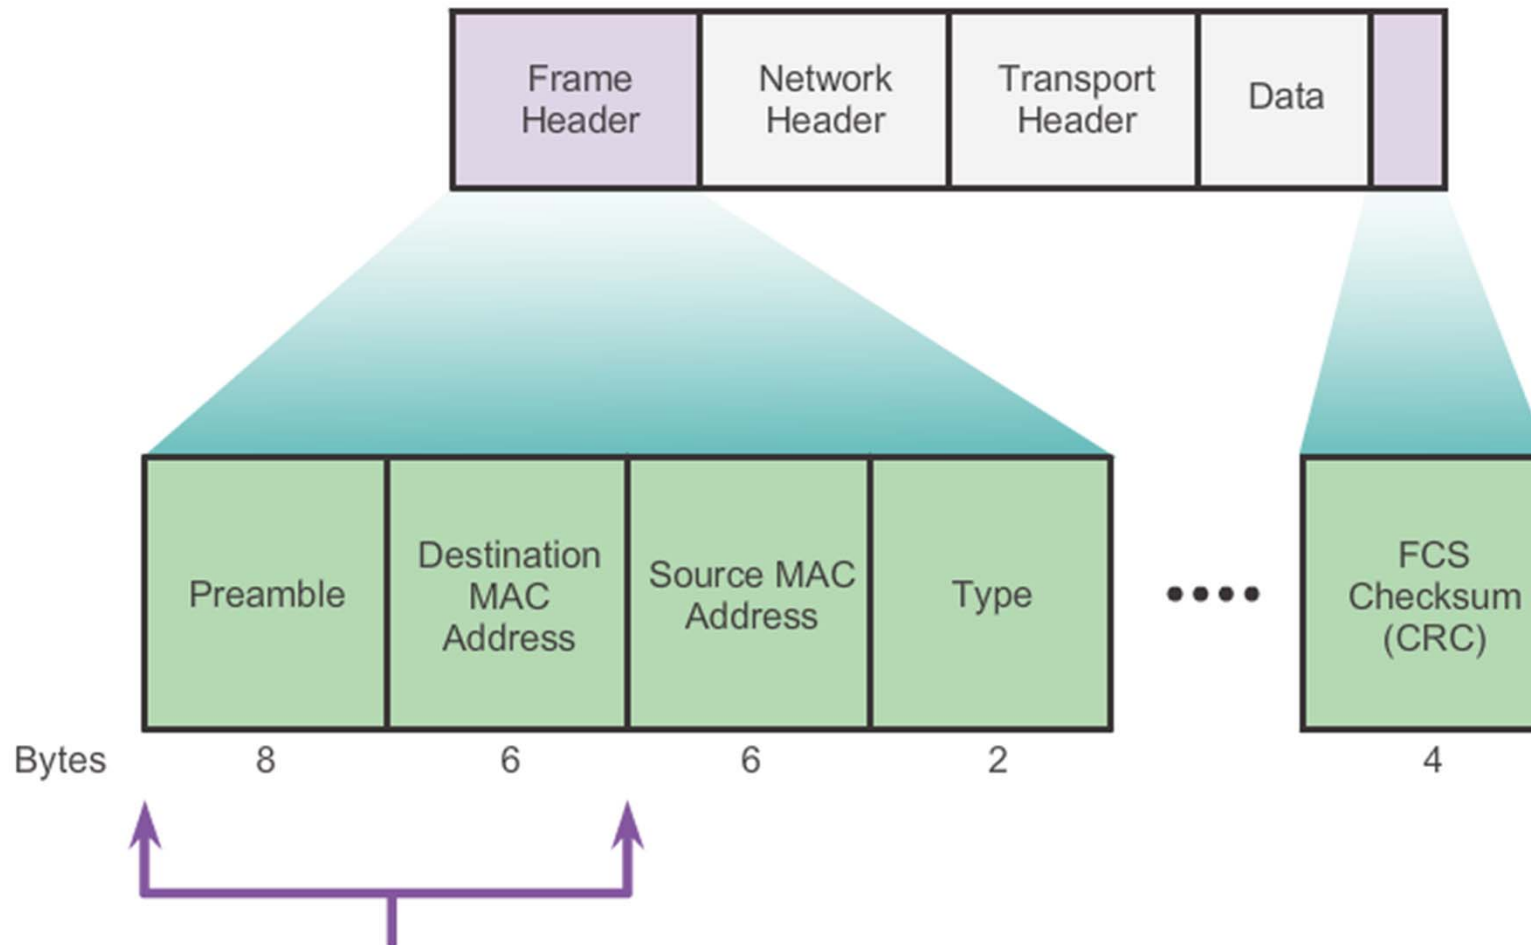 Frame
Header
Network
Header
Transport
Header
Data
Preamble
Destination
MAC
Address
Source MAC
Address
Type
FCS
Checksum
(CRC)
Bytes 8 6 6 2 4